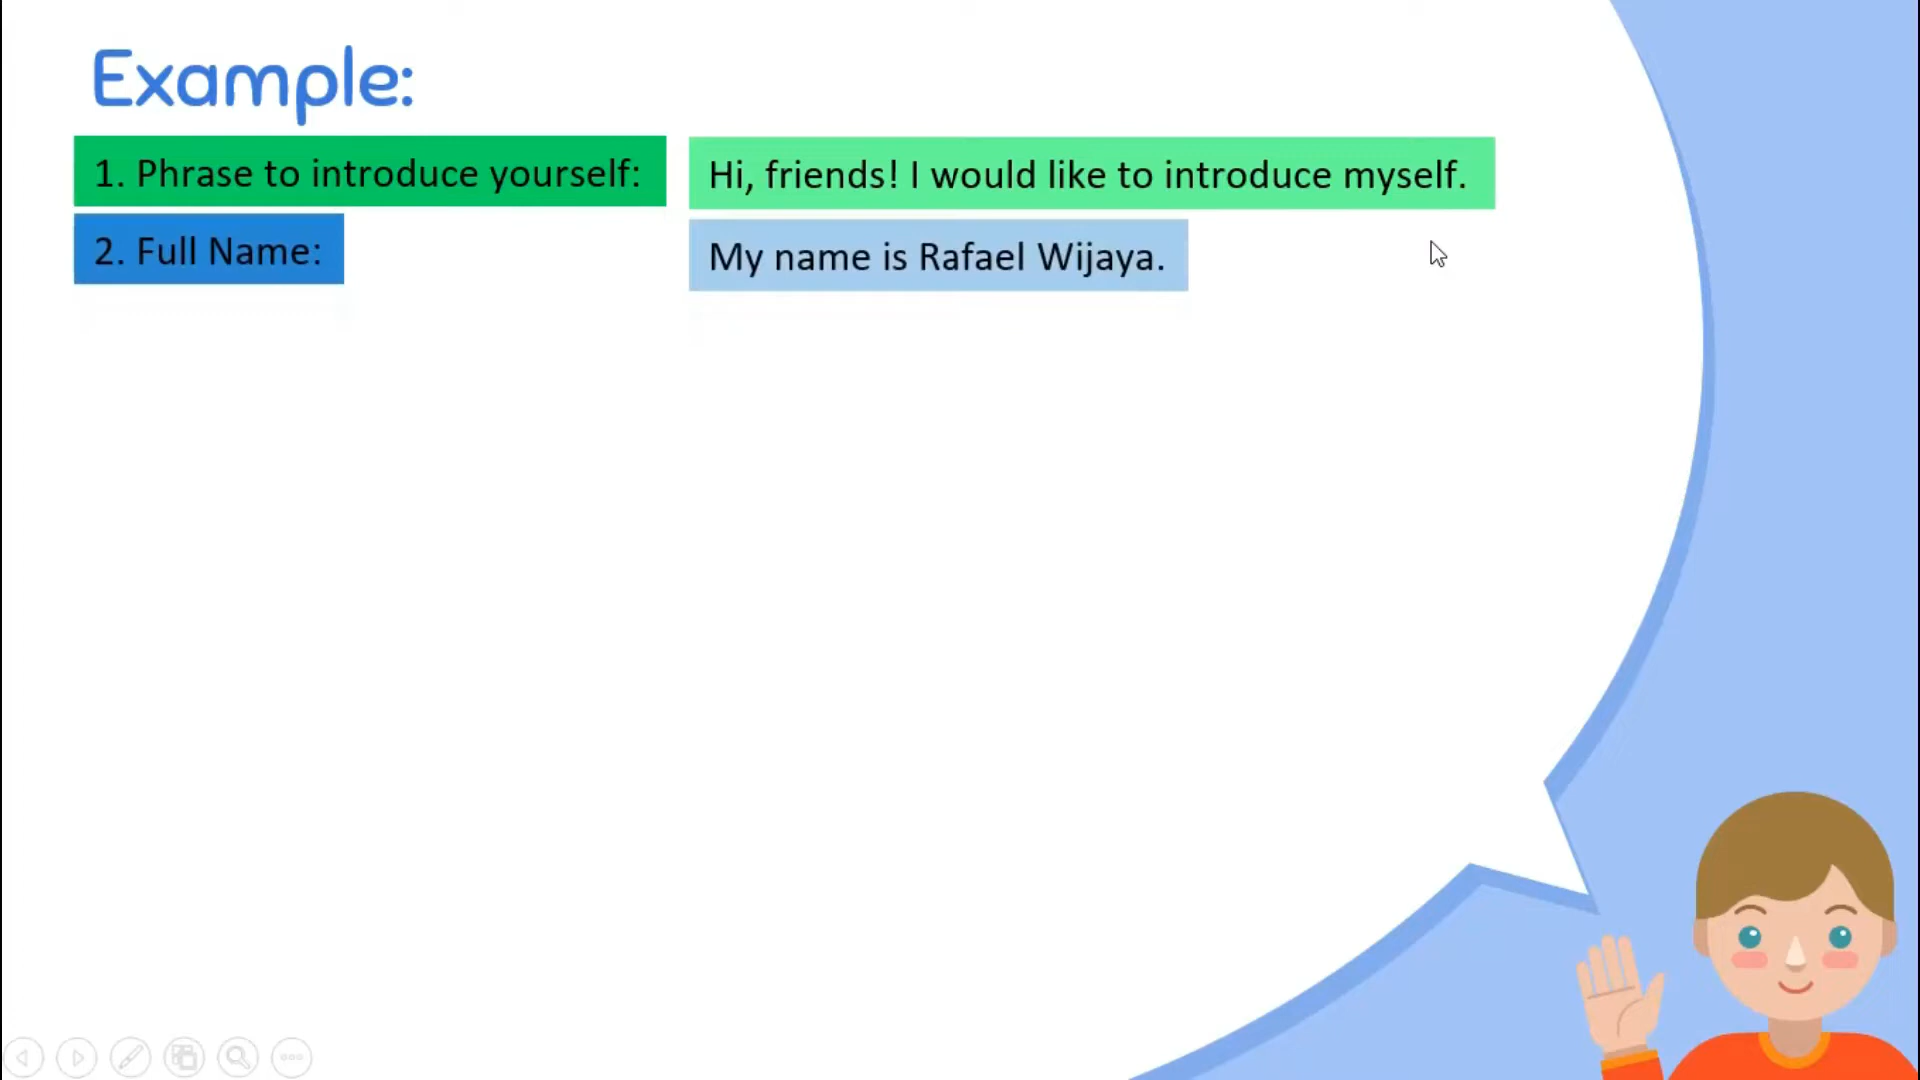 Example:
1. Phrase to introduce yourself: Hi, friends! I would like to introduce myself.
2. Full Name: My name is Rafael Wijaya.